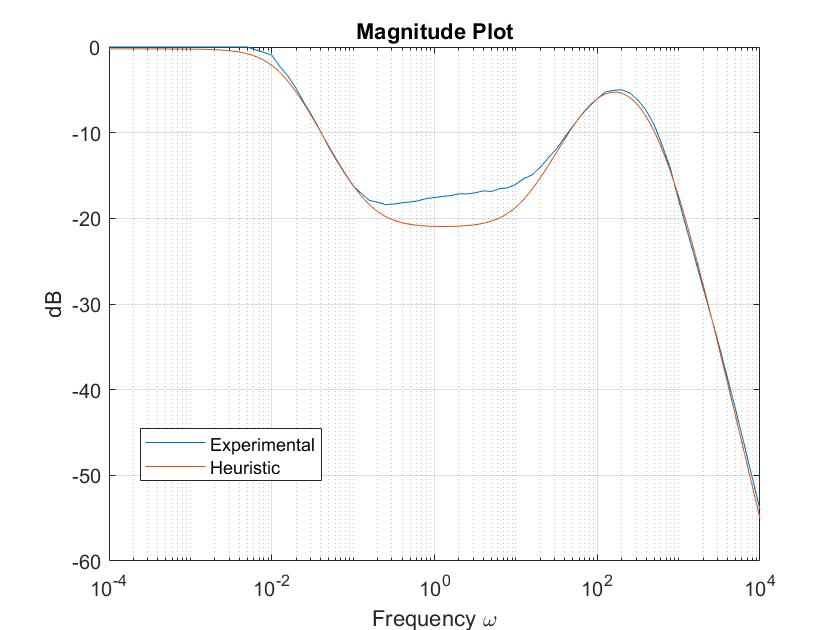 Magnitude Plot
0
-10
-20
-30
-40
-50
-60
dB
Experimental
Heuristic
10^-4
10^-2
10^0
10^2
10^4
Frequency ω